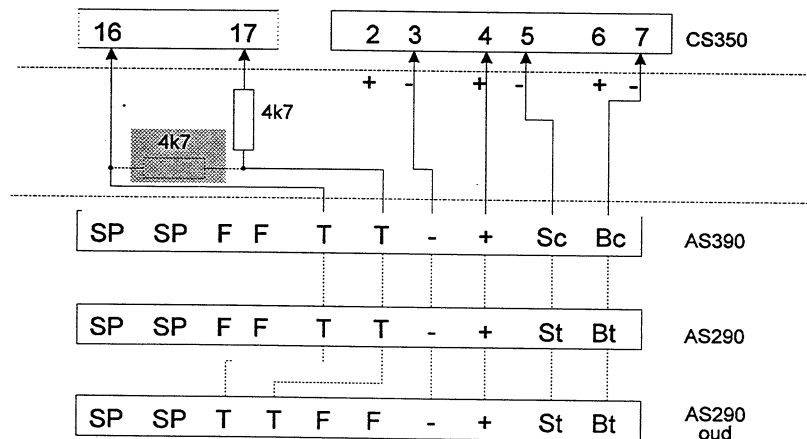 16 17 2 3 4 5 6 7 CS350
+ - + - + -
4k7
4k7
SP SP F F T T - + Sc Bc AS390
SP SP F F T T - + St Bt AS290
SP SP T T F F - + St Bt AS290
oud